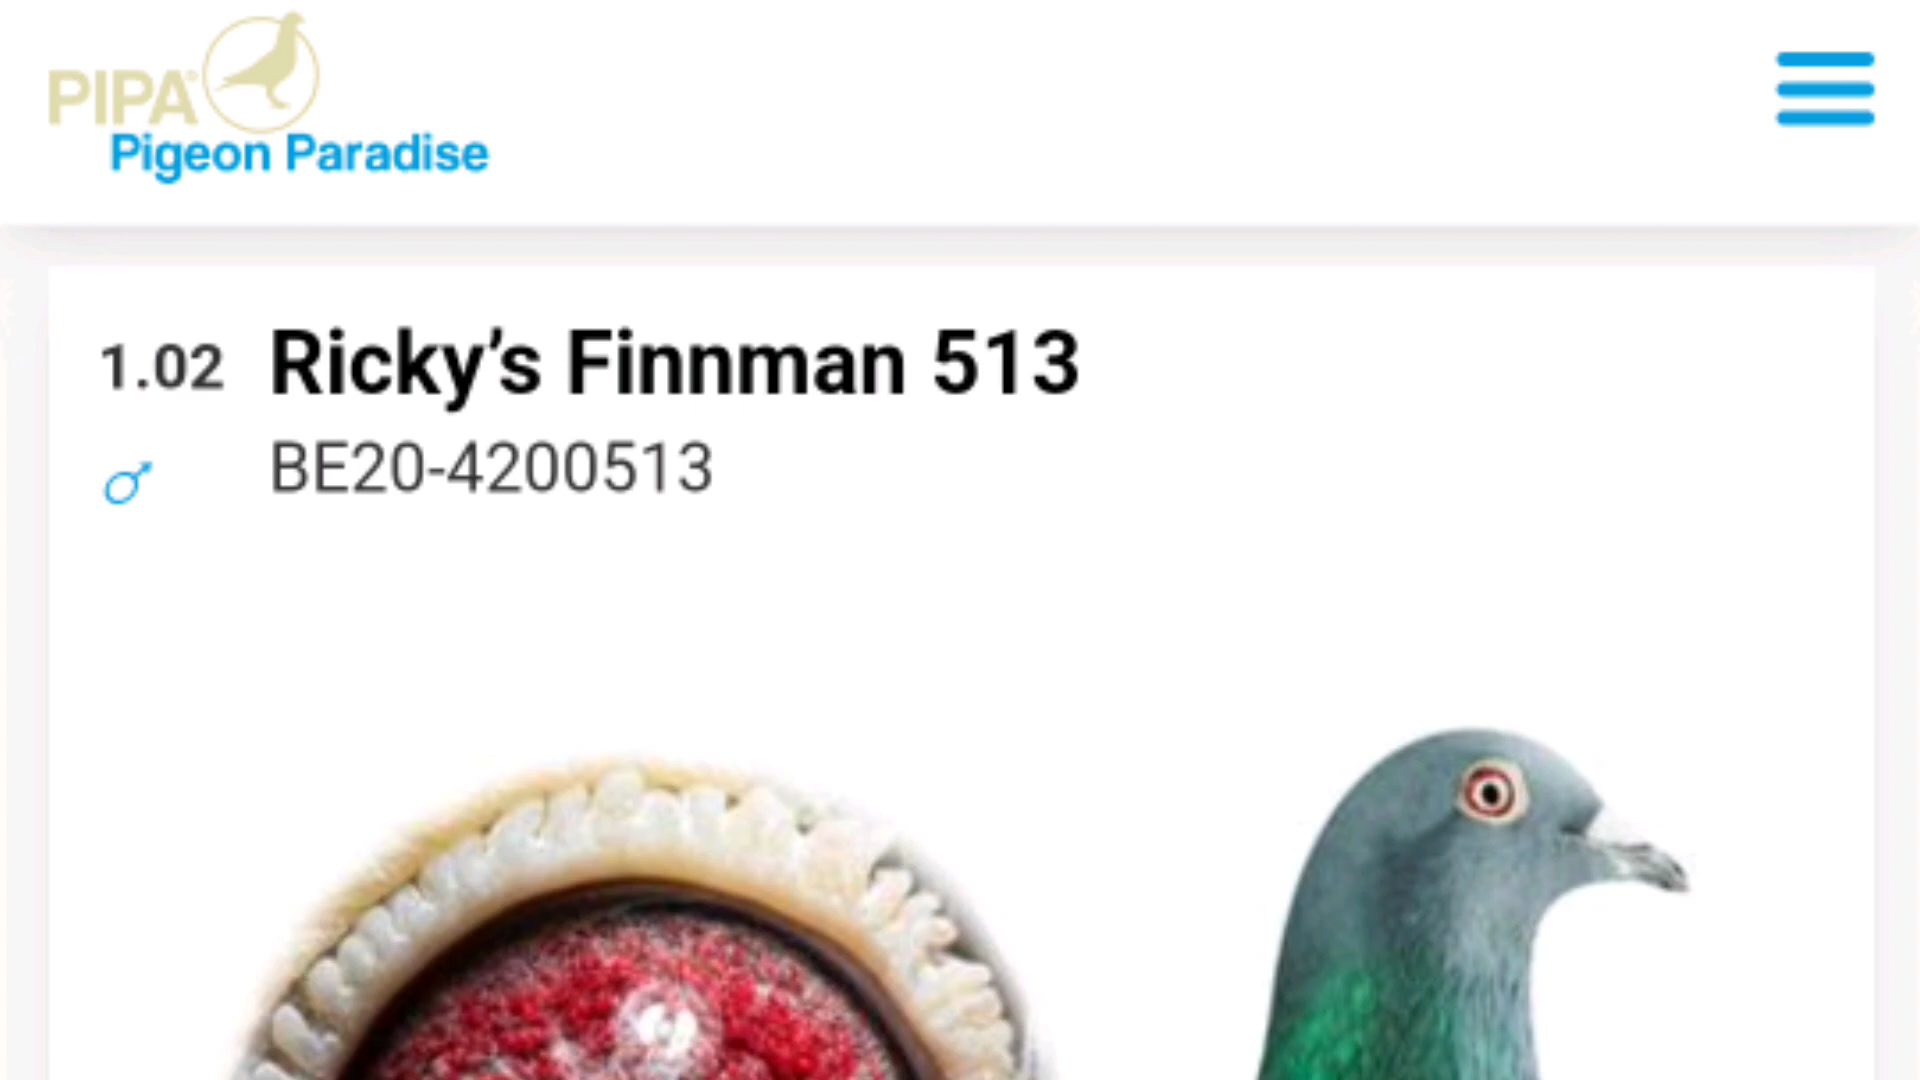 PIPA®
Pigeon Paradise
1.02 Ricky’s Finnman 513
♂ BE20-4200513